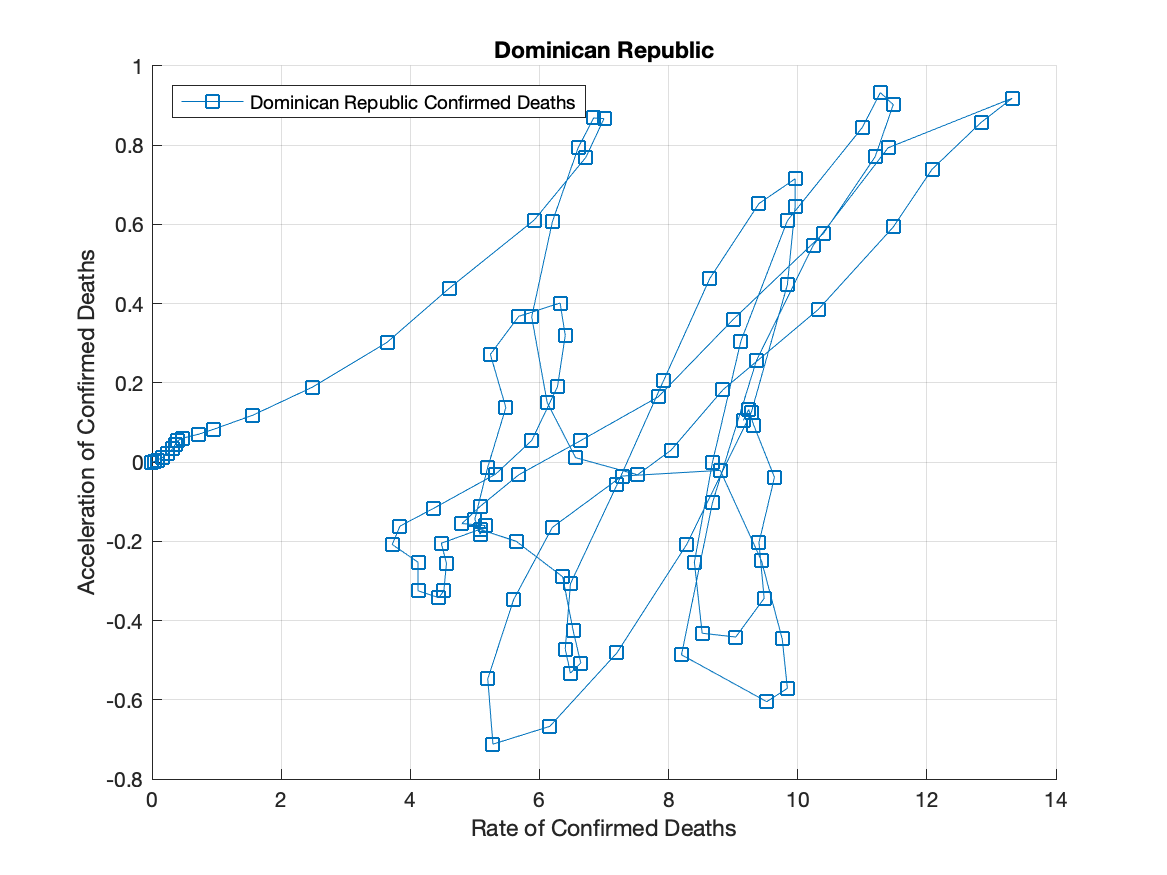 Dominican Republic
1
Dominican Republic Confirmed Deaths
0.8
0.6
0.4
0.2
0
-0.2
-0.4
-0.6
-0.8
Acceleration of Confirmed Deaths
0 2 4 6 8 10 12 14
Rate of Confirmed Deaths